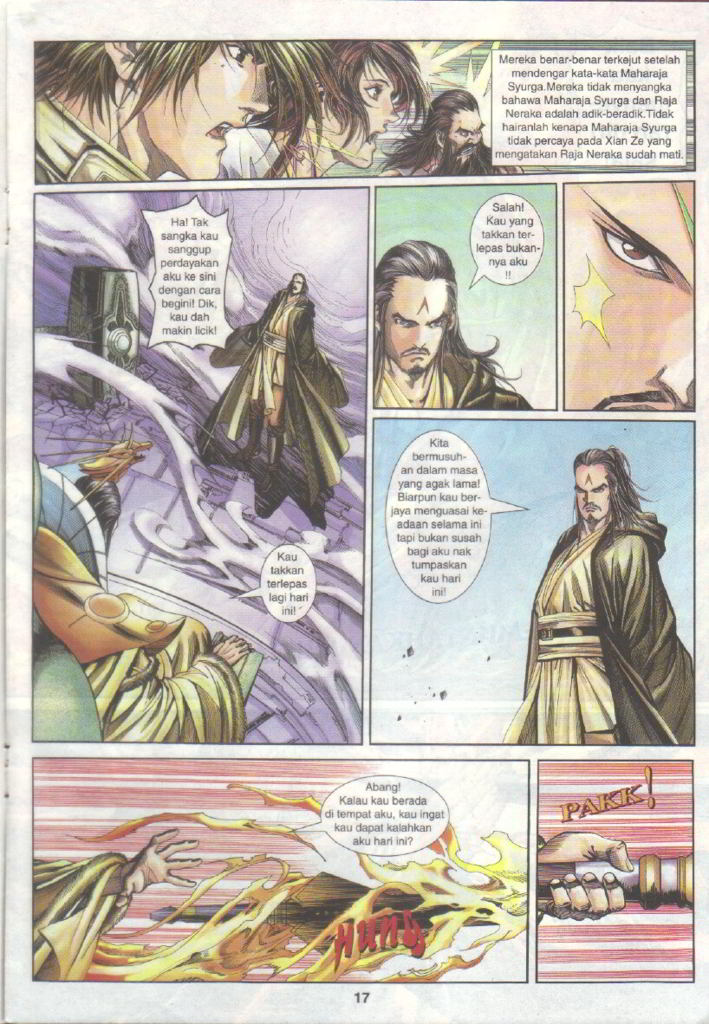 Mereka benar-benar terkejut setelah
mendengar kata-kata Maharaja
Syurga.Mereka tidak menyangka
bahawa Maharaja Syurga dan Raja
Neraka adalah adik-beradik.Tidak
hairanlah kenapa Maharaja Syurga
tidak percaya pada Xian Ze yang
mengatakan Raja Neraka sudah mati.
Ha! Tak
sangka kau
sanggup
perdayakan
aku ke sini
dengan cara
begini! Dik,
kau dah
makin licik!
Kau
takkan
terlepas
lagi hari
ini!
Salah!
Kau yang
takkan ter-
lepas bukan-
nya aku
!!
Kita
bermusuh-
an dalam masa
yang agak lama!
Biarpun kau ber-
jaya menguasai ke-
adaan selama ini
tapi bukan susah
bagi aku nak
tumpaskan
kau hari
ini!
Abang!
Kalau kau berada
di tempat aku, kau ingat
kau dapat kalahkan
aku hari ini?
HUNG
PAKK!
17